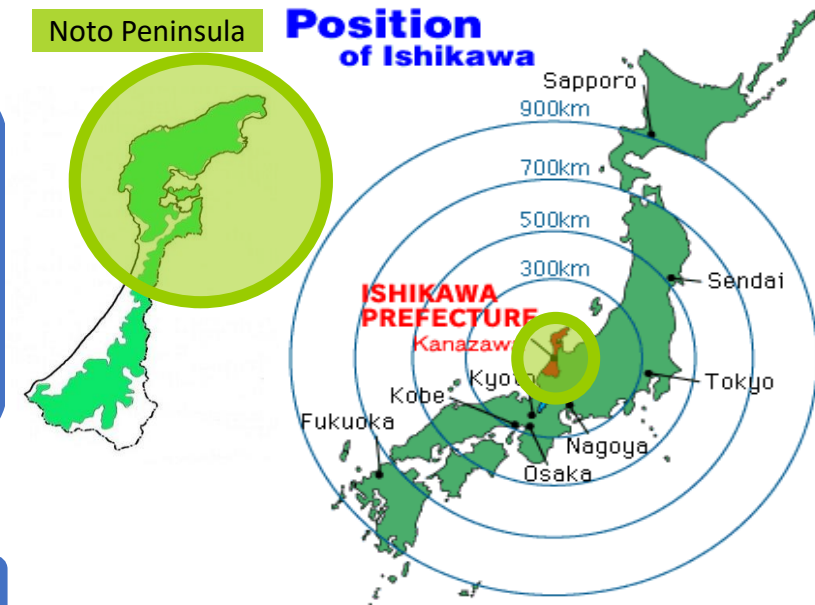 Noto Peninsula
Position
of Ishikawa
Sapporo
900km
700km
500km
300km
Sendai
ISHIKAWA
PREFECTURE
Kanazawa
Kyoto
Tokyo
Kobe
Fukuoka
Nagoya
Osaka